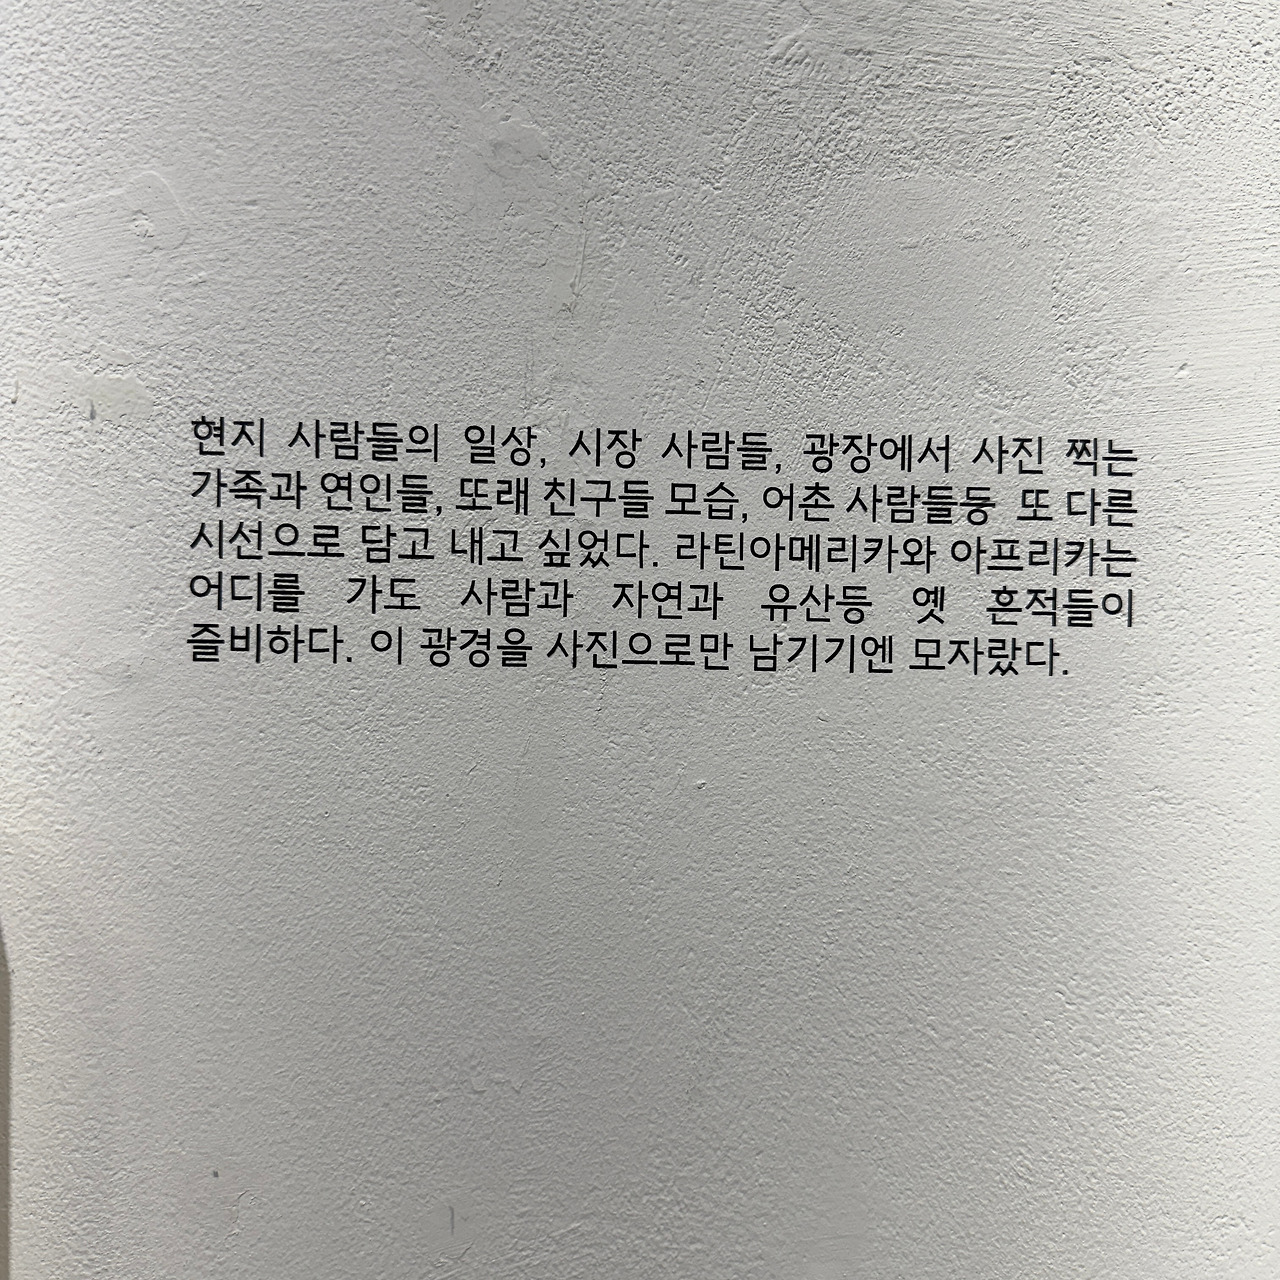 현지 사람들의 일상, 시장 사람들, 광장에서 사진 찍는
가족과 연인들, 또래 친구들 모습, 어촌 사람들등 또 다른
시선으로 담고 내고 싶었다. 라틴아메리카와 아프리카는
어디를 가도 사람과 자연과 유산등 옛 흔적들이
즐비하다. 이 광경을 사진으로만 남기기엔 모자랐다.